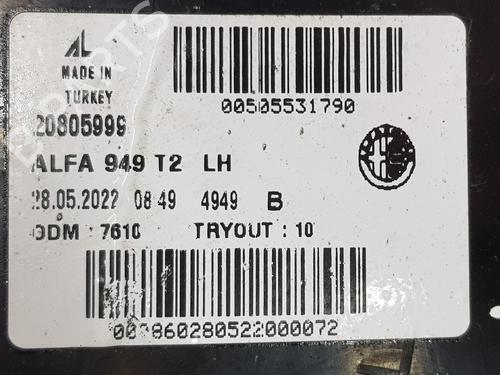 AL
MADE IN
TURKEY
00505531790
20805999
ALFA 949 T2 LH
28.05.2022 08 49 4949 B
ODM : 7610 TRYOUT : 10